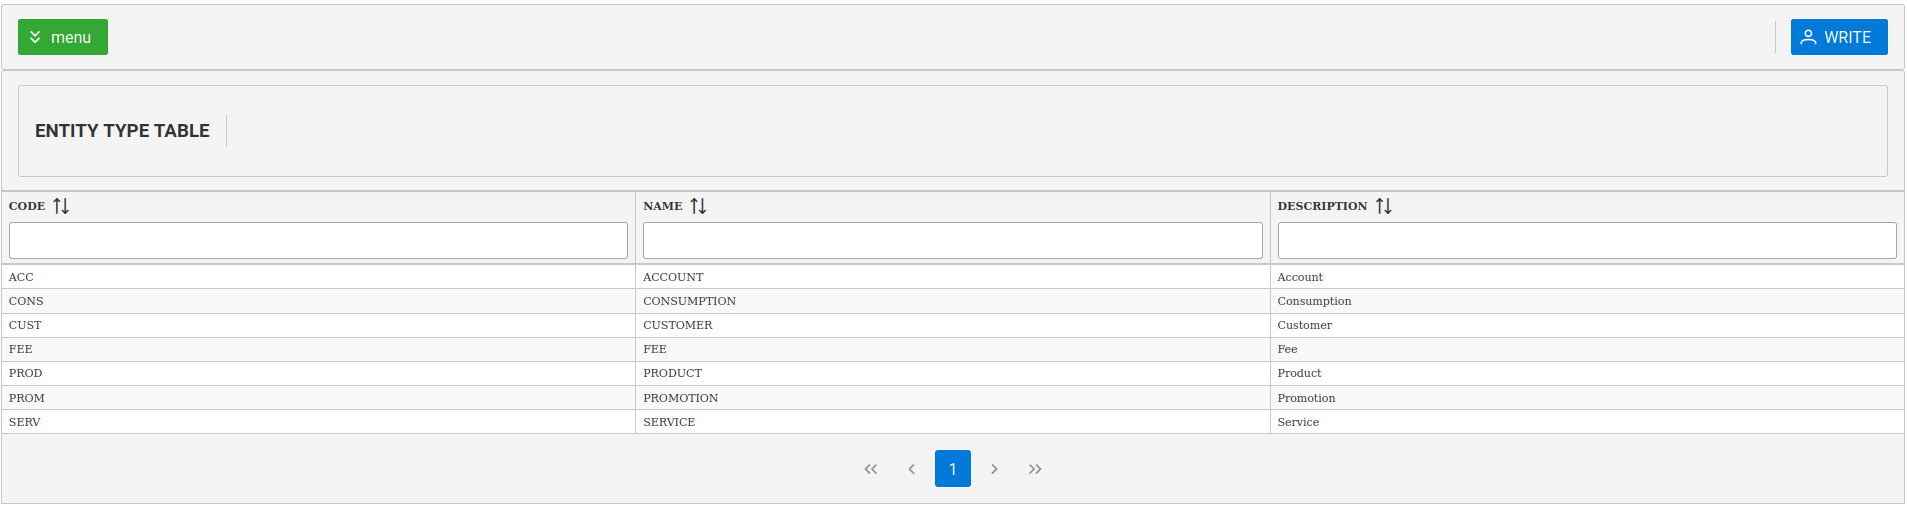 menu WRITE
ENTITY TYPE TABLE
CODE NAME DESCRIPTION
ACC ACCOUNT Account
CONS CONSUMPTION Consumption
CUST CUSTOMER Customer
FEE FEE Fee
PROD PRODUCT Product
PROM PROMOTION Promotion
SERV SERVICE Service
1